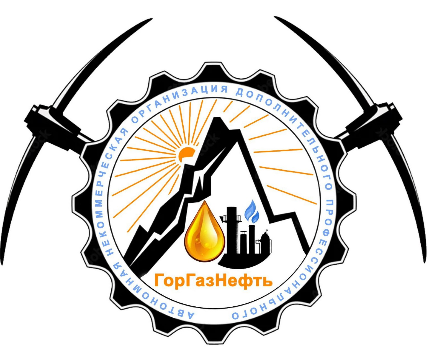 АВТОНОМНАЯ НЕКОММЕРЧЕСКАЯ ОРГАНИЗАЦИЯ ДОПОЛНИТЕЛЬНОГО ПРОФЕССИОНАЛЬНОГО
ГорГазНефть